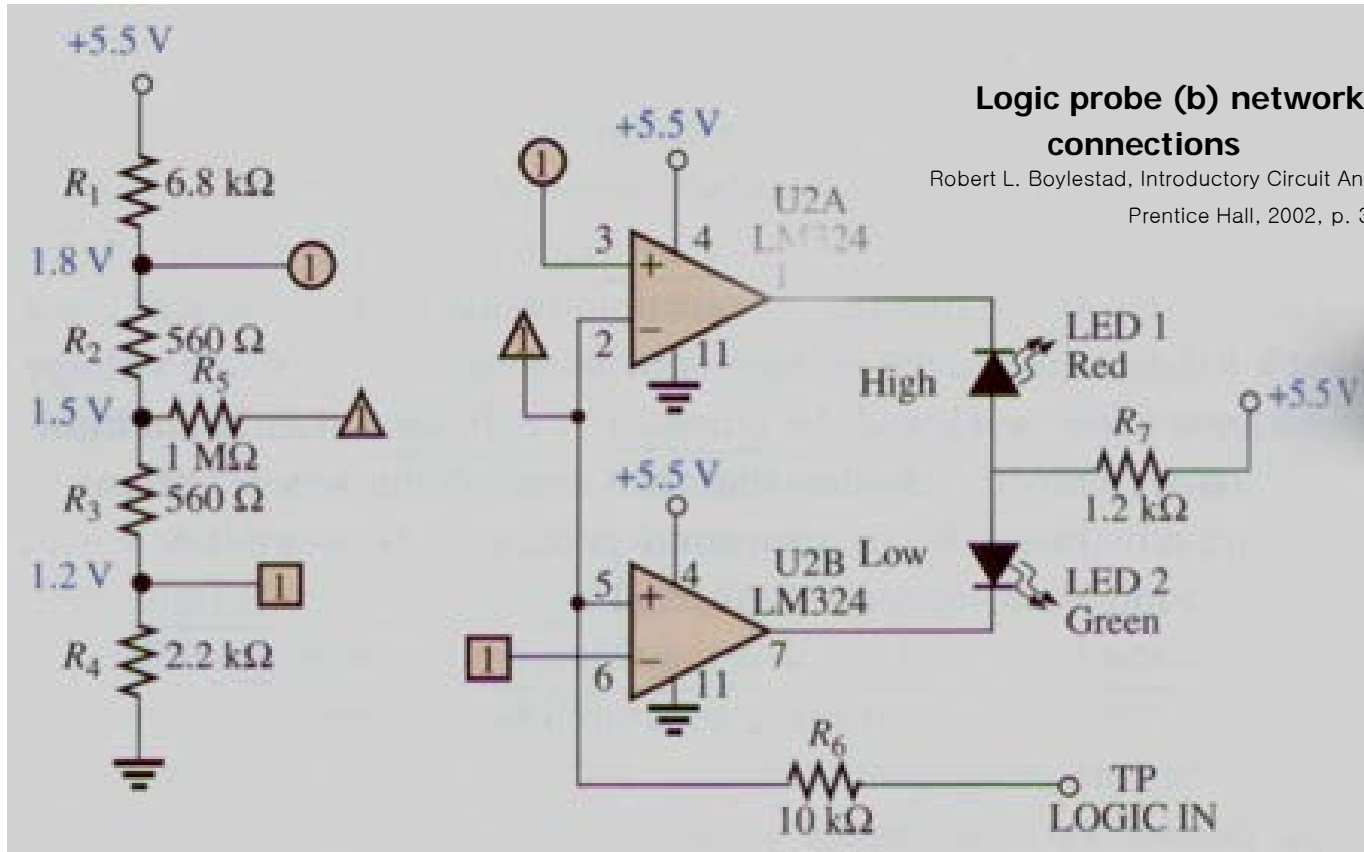 +5.5 V
R1 6.8 kΩ
1.8 V
1
R2 560 Ω
R5
1.5 V
1
1 MΩ
R3 560 Ω
1.2 V
1
R4 2.2 kΩ
Logic probe (b) network
connections
Robert L. Boylestad, Introductory Circuit An
Prentice Hall, 2002, p. 3
+5.5 V
1
U2A
LM324
3
+
4
1
2
−
11
1
LED 1
Red
High
+5.5 V
R7
1.2 kΩ
+5.5 V
U2B
LM324
Low
5
+
4
7
1
6
−
11
LED 2
Green
R6
10 kΩ
TP
LOGIC IN